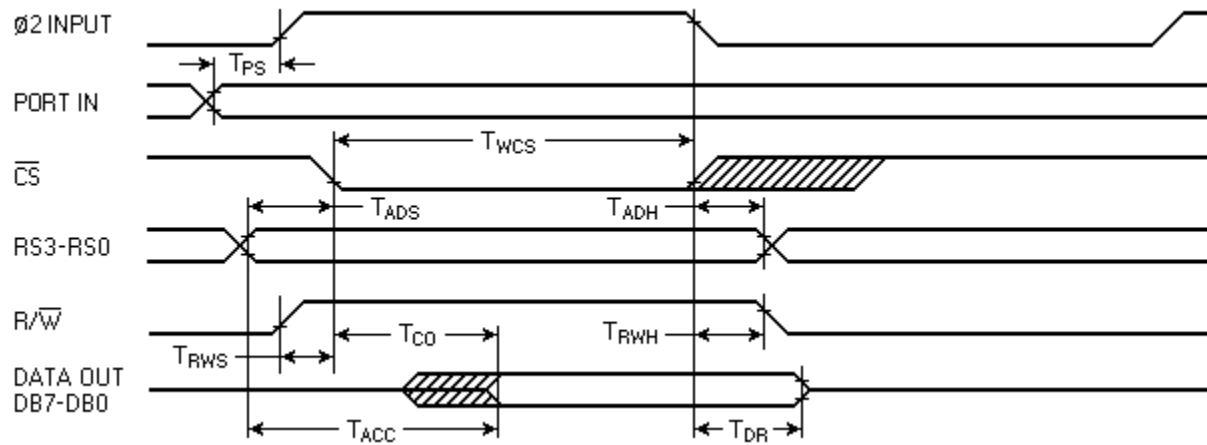 ø2 INPUT
TPS
PORT IN
TWCS
CS
TADS
TADH
RS3-RS0
R/W
TCO
TRWH
TRWS
DATA OUT
DB7-DB0
TACC
TDR